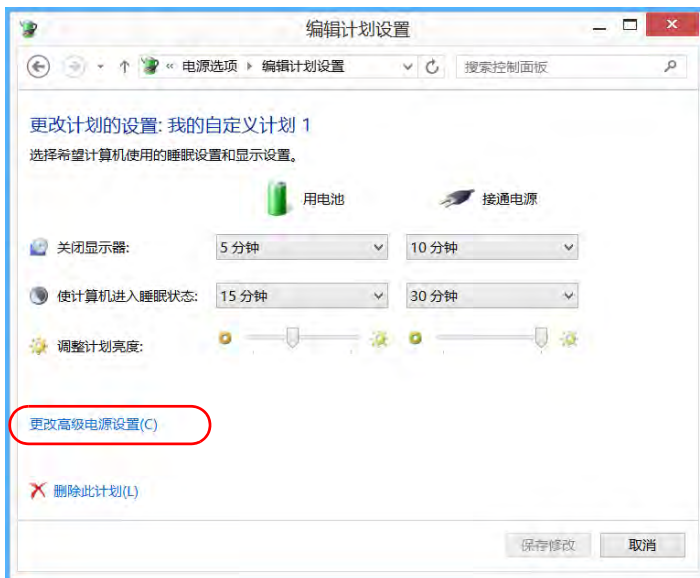 编辑计划设置
« 电源选项 ▸ 编辑计划设置 搜索控制面板
更改计划的设置: 我的自定义计划 1
选择希望计算机使用的睡眠设置和显示设置。
用电池 接通电源
关闭显示器: 5 分钟 10 分钟
使计算机进入睡眠状态: 15 分钟 30 分钟
调整计划亮度:
更改高级电源设置(C)
删除此计划(L)
保存修改 取消